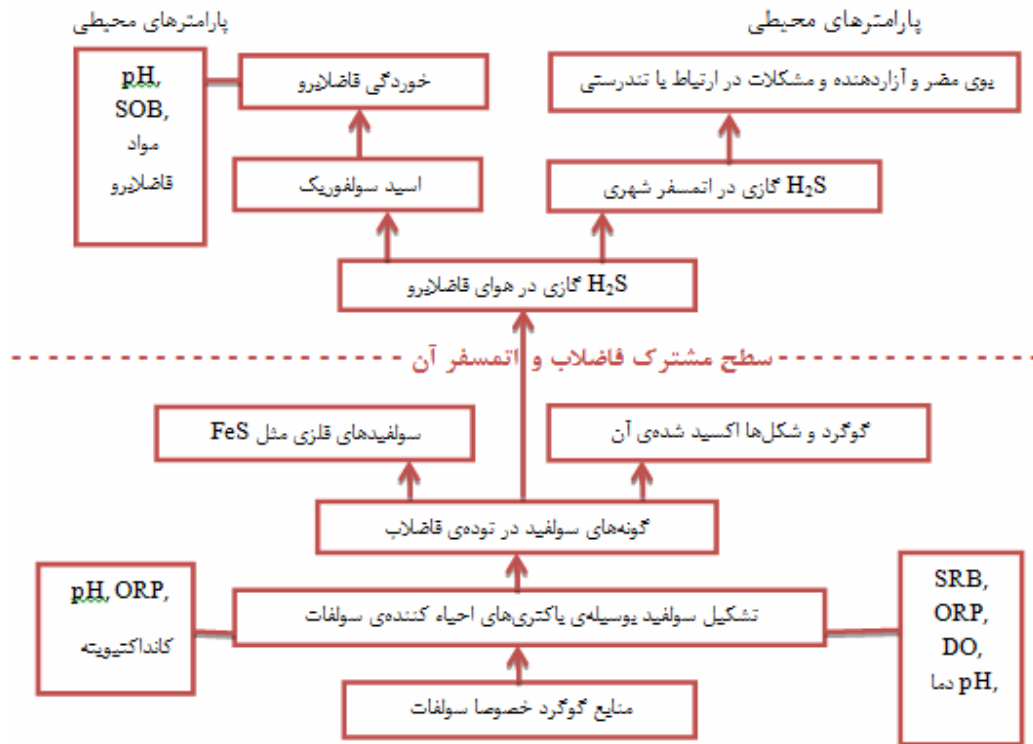 پارامترهای محیطی
پارامترهای محیطی
بوی مضر و آزاردهنده و مشکلات در ارتباط با تندرستی
خوردگی فاضلابرو
pH,
SOB,
مواد
فاضلابرو
H₂S گازی در اتمسفر شهری
اسید سولفوریک
H₂S گازی در هوای فاضلابرو
سطح مشترک فاضلاب و اتمسفر آن
گوگرد و شکل‌ها اکسید شده‌ی آن
سولفیدهای فلزی مثل FeS
گونه‌های سولفید در توده‌ی فاضلاب
SRB,
ORP,
DO,
pH دما,
تشکیل سولفید بوسیله‌ی باکتری‌های احیاء کننده‌ی سولفات
pH, ORP,
کانداکتیویته
منابع گوگرد خصوصا سولفات